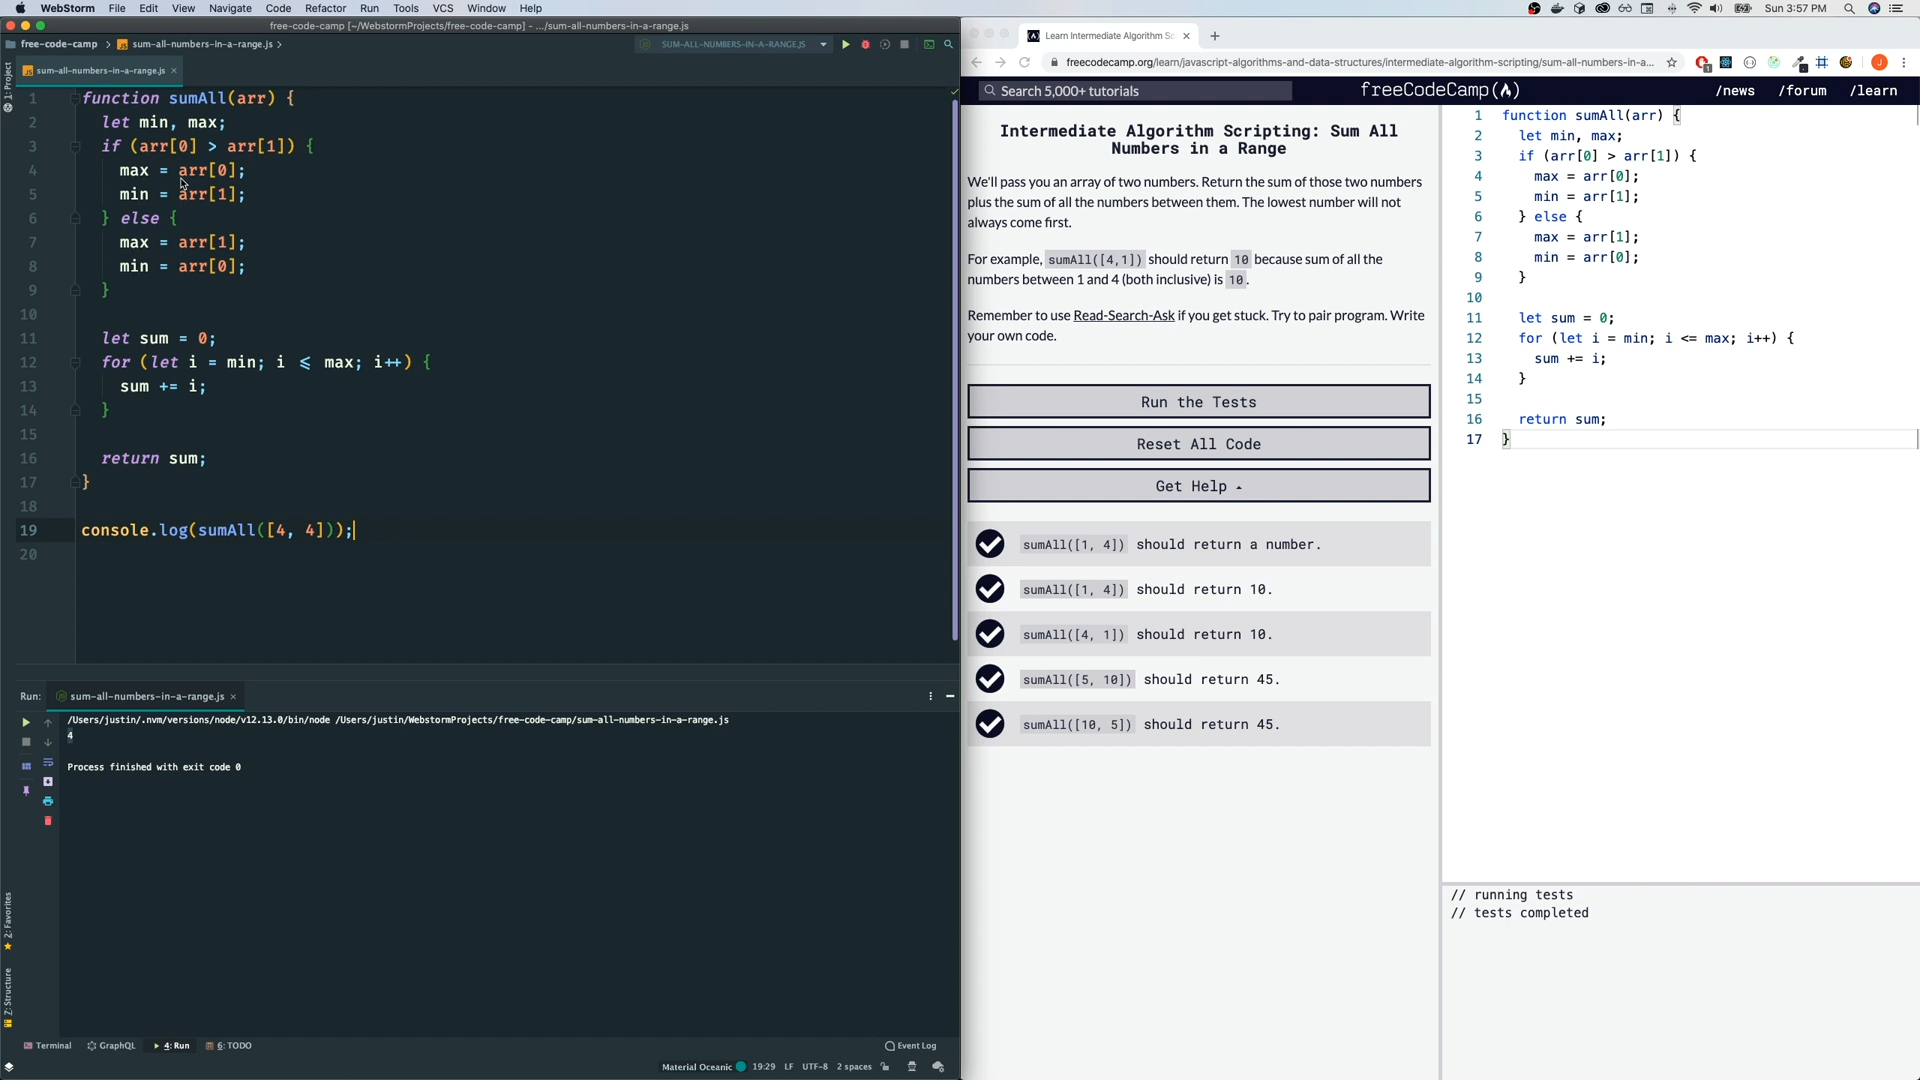 WebStorm File Edit View Navigate Code Refactor Run Tools VCS Window Help
Sun 3:57 PM
free-code-camp [~/WebstormProjects/free-code-camp] - .../sum-all-numbers-in-a-range.js
free-code-camp sum-all-numbers-in-a-range.js
SUM-ALL-NUMBERS-IN-A-RANGE.JS
sum-all-numbers-in-a-range.js
1: Project
1 function sumAll(arr) {
2 let min, max;
3 if (arr[0] > arr[1]) {
4 max = arr[0];
5 min = arr[1];
6 } else {
7 max = arr[1];
8 min = arr[0];
9 }
10
11 let sum = 0;
12 for (let i = min; i <= max; i++) {
13 sum += i;
14 }
15
16 return sum;
17 }
18
19 console.log(sumAll([4, 4]));
20
Run: sum-all-numbers-in-a-range.js
/Users/justin/.nvm/versions/node/v12.13.0/bin/node /Users/justin/WebstormProjects/free-code-camp/sum-all-numbers-in-a-range.js
4
Process finished with exit code 0
2: Favorites
7: Structure
Terminal GraphQL 4: Run 6: TODO
Event Log
Material Oceanic 19:29 LF UTF-8 2 spaces
Learn Intermediate Algorithm Sc
freecodecamp.org/learn/javascript-algorithms-and-data-structures/intermediate-algorithm-scripting/sum-all-numbers-in-a...
1
J
Search 5,000+ tutorials
freeCodeCamp
/news /forum /learn
Intermediate Algorithm Scripting: Sum All
Numbers in a Range
We'll pass you an array of two numbers. Return the sum of those two numbers
plus the sum of all the numbers between them. The lowest number will not
always come first.
For example, sumAll([4,1]) should return 10 because sum of all the
numbers between 1 and 4 (both inclusive) is 10.
Remember to use Read-Search-Ask if you get stuck. Try to pair program. Write
your own code.
Run the Tests
Reset All Code
Get Help
sumAll([1, 4]) should return a number.
sumAll([1, 4]) should return 10.
sumAll([4, 1]) should return 10.
sumAll([5, 10]) should return 45.
sumAll([10, 5]) should return 45.
1 function sumAll(arr) {
2 let min, max;
3 if (arr[0] > arr[1]) {
4 max = arr[0];
5 min = arr[1];
6 } else {
7 max = arr[1];
8 min = arr[0];
9 }
10
11 let sum = 0;
12 for (let i = min; i <= max; i++) {
13 sum += i;
14 }
15
16 return sum;
17 }
// running tests
// tests completed